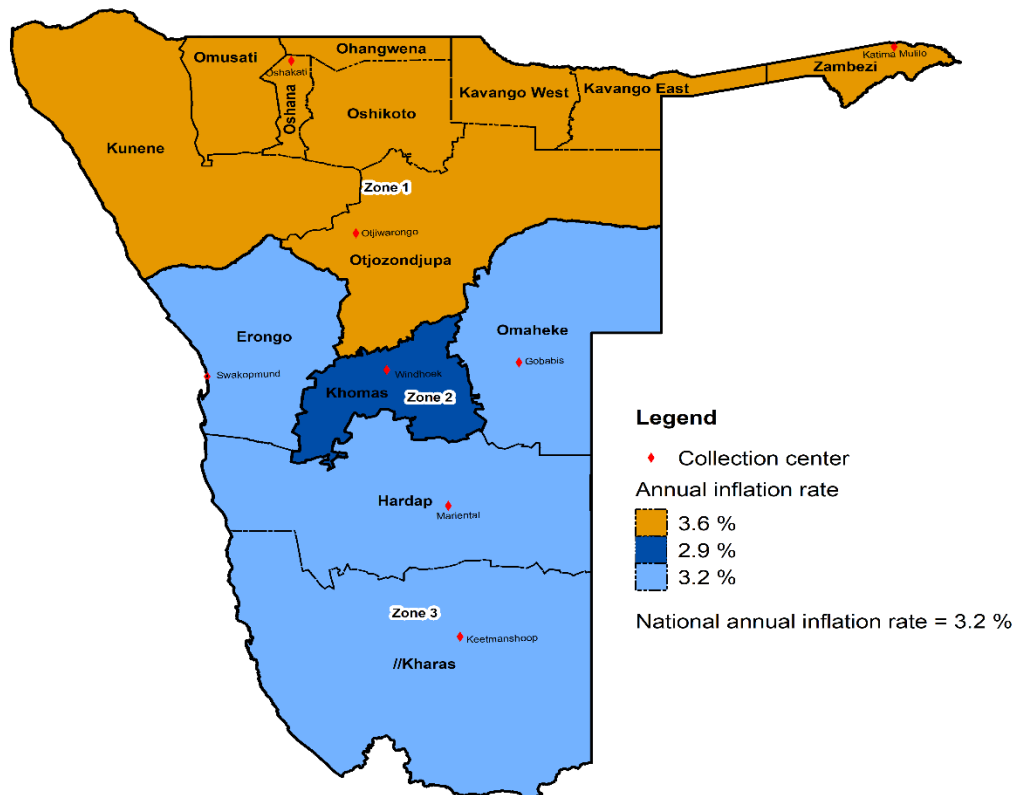 Ohangwena
Omusati
Oshakati
Katima Mulilo
Zambezi
Kavango West
Kavango East
Oshana
Oshikoto
Kunene
Zone 1
Otjiwarongo
Otjozondjupa
Erongo
Omaheke
Gobabis
Swakopmund
Windhoek
Khomas
Zone 2
Hardap
Mariental
Zone 3
Keetmanshoop
//Kharas
Legend
Collection center
Annual inflation rate
3.6 %
2.9 %
3.2 %
National annual inflation rate = 3.2 %